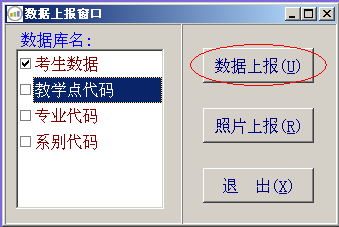 数据上报窗口
数据库名:
考生数据
教学点代码
专业代码
系别代码
数据上报(U)
照片上报(R)
退 出(X)